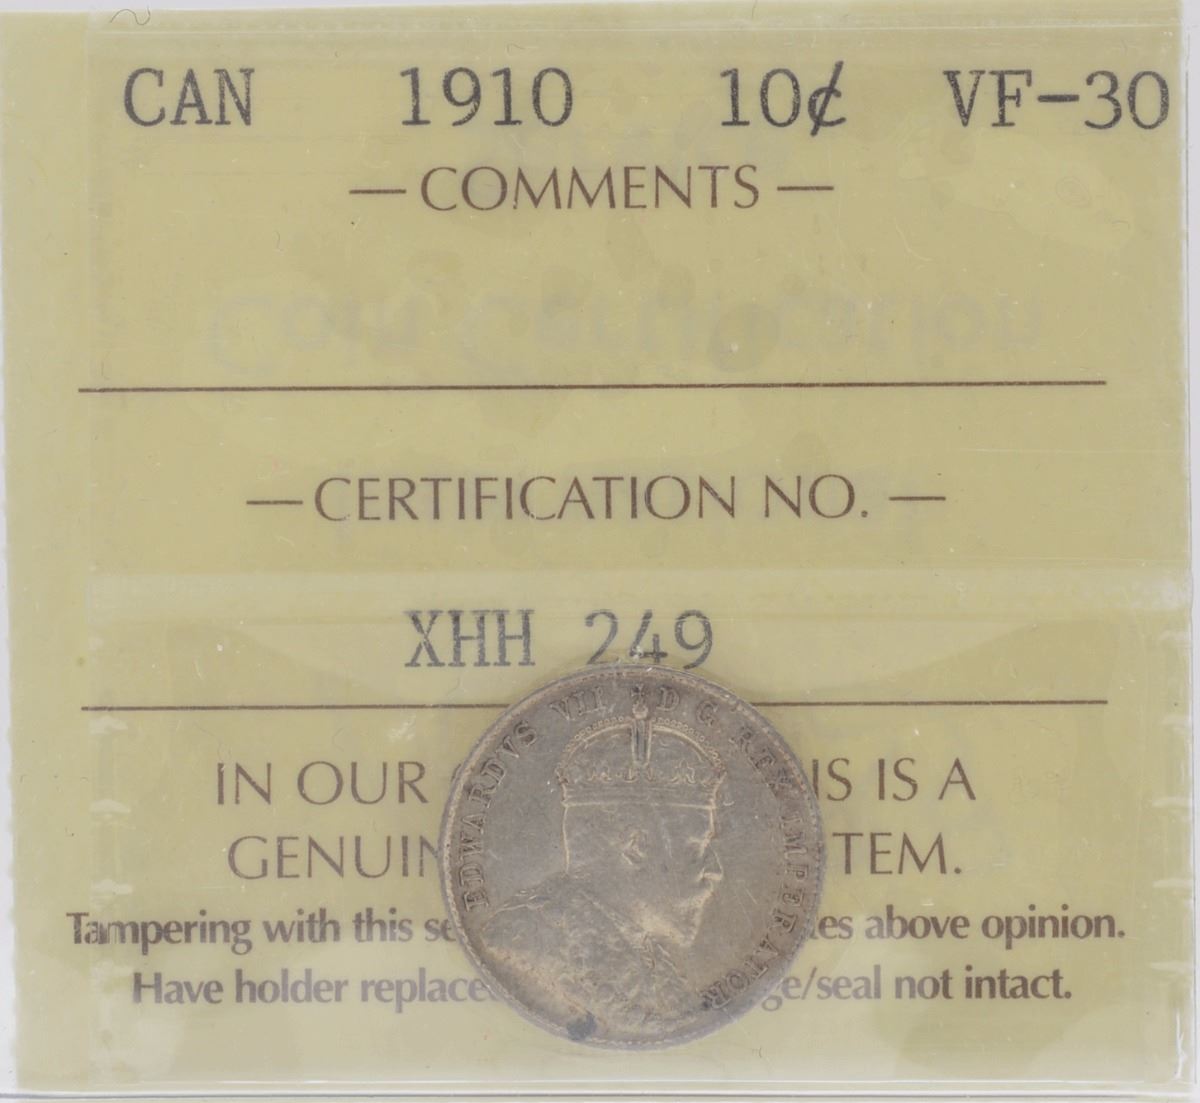 CAN 1910 10¢ VF-30
— COMMENTS —
— CERTIFICATION NO. —
XHH 249
IN OUR IS IS A
GENUIN TEM.
Tampering with this se es above opinion.
Have holder replace ge/seal not intact.
EDWARDVS VII D G REX IMPERATOR